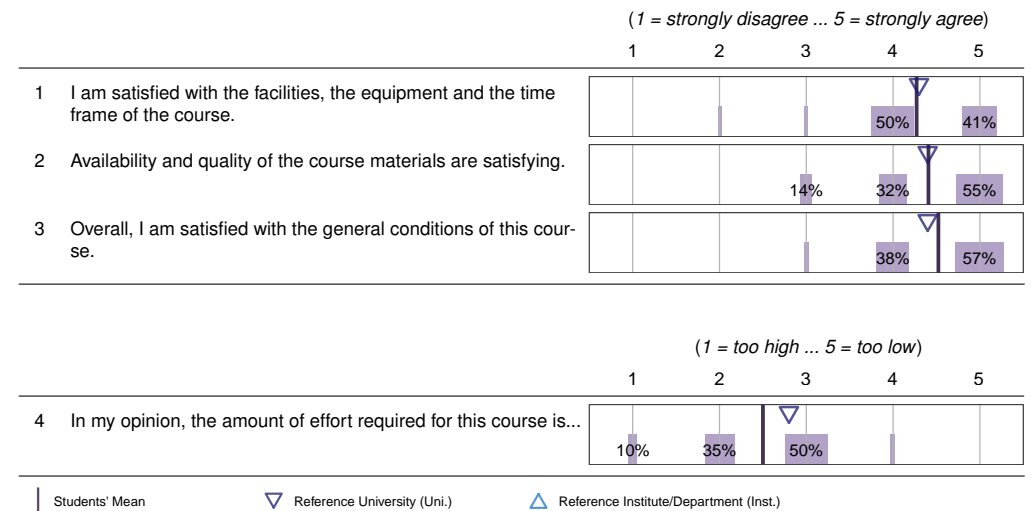 (1 = strongly disagree ... 5 = strongly agree)
1 2 3 4 5
1 I am satisfied with the facilities, the equipment and the time
frame of the course.
50% 41%
2 Availability and quality of the course materials are satisfying.
14% 32% 55%
3 Overall, I am satisfied with the general conditions of this cour-
se.
38% 57%
(1 = too high ... 5 = too low)
1 2 3 4 5
4 In my opinion, the amount of effort required for this course is...
10% 35% 50%
Students' Mean Reference University (Uni.) Reference Institute/Department (Inst.)